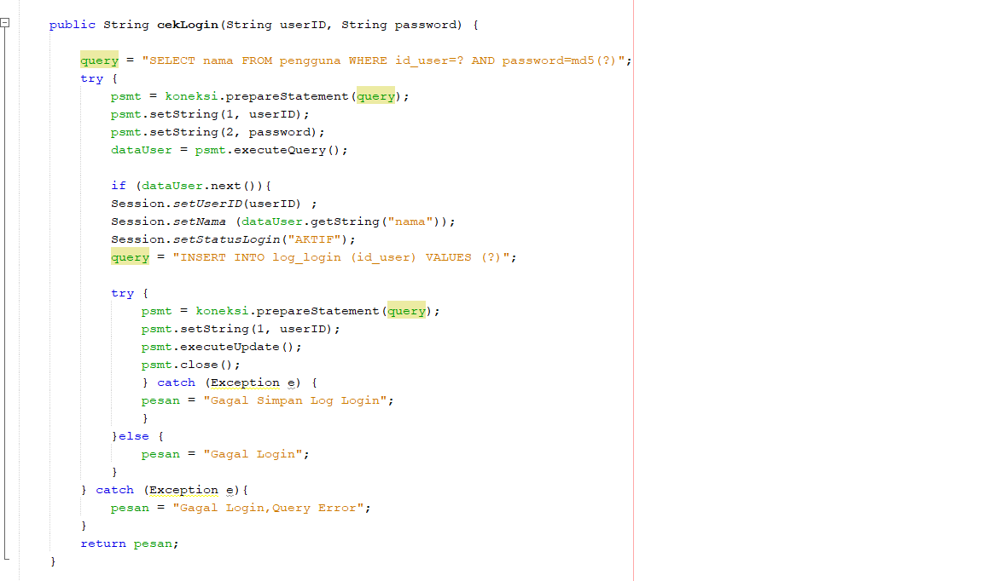 public String cekLogin(String userID, String password) {
query = "SELECT nama FROM pengguna WHERE id_user=? AND password=md5(?)";
try {
psmt = koneksi.prepareStatement(query);
psmt.setString(1, userID);
psmt.setString(2, password);
dataUser = psmt.executeQuery();
if (dataUser.next()){
Session.setUserID(userID) ;
Session.setNama (dataUser.getString("nama"));
Session.setStatusLogin("AKTIF");
query = "INSERT INTO log_login (id_user) VALUES (?)";
try {
psmt = koneksi.prepareStatement(query);
psmt.setString(1, userID);
psmt.executeUpdate();
psmt.close();
} catch (Exception e) {
pesan = "Gagal Simpan Log Login";
}
}else {
pesan = "Gagal Login";
}
} catch (Exception e){
pesan = "Gagal Login,Query Error";
}
return pesan;
}